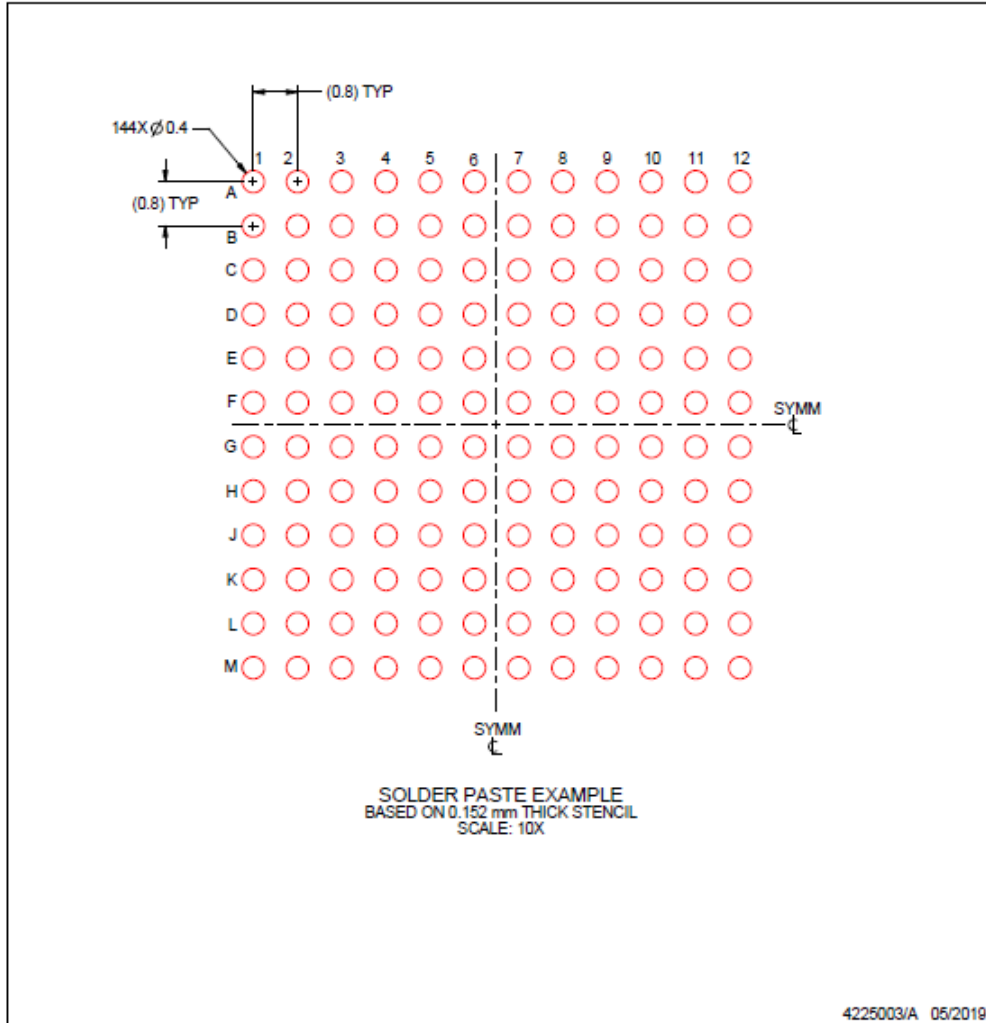 (0.8) TYP
144X Ø 0.4
1 2 3 4 5 6 7 8 9 10 11 12
A
(0.8) TYP
B
C
D
E
F
SYMM
℄
G
H
J
K
L
M
SYMM
℄
SOLDER PASTE EXAMPLE
BASED ON 0.152 mm THICK STENCIL
SCALE: 10X
4225003/A 05/2019